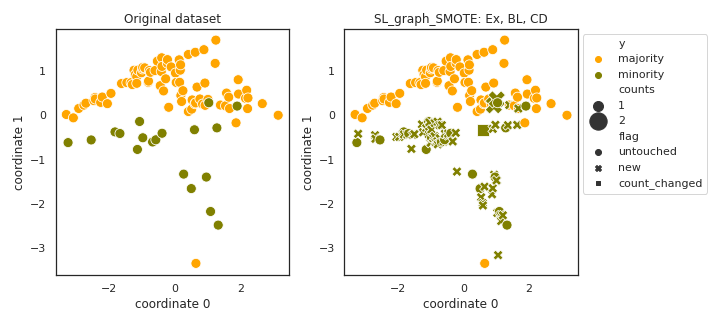 Original dataset
1
0
−1
−2
−3
coordinate 1
−2
0
2
coordinate 0
SL_graph_SMOTE: Ex, BL, CD
1
0
−1
−2
−3
coordinate 1
−2
0
2
coordinate 0
y
majority
minority
counts
1
2
flag
untouched
new
count_changed